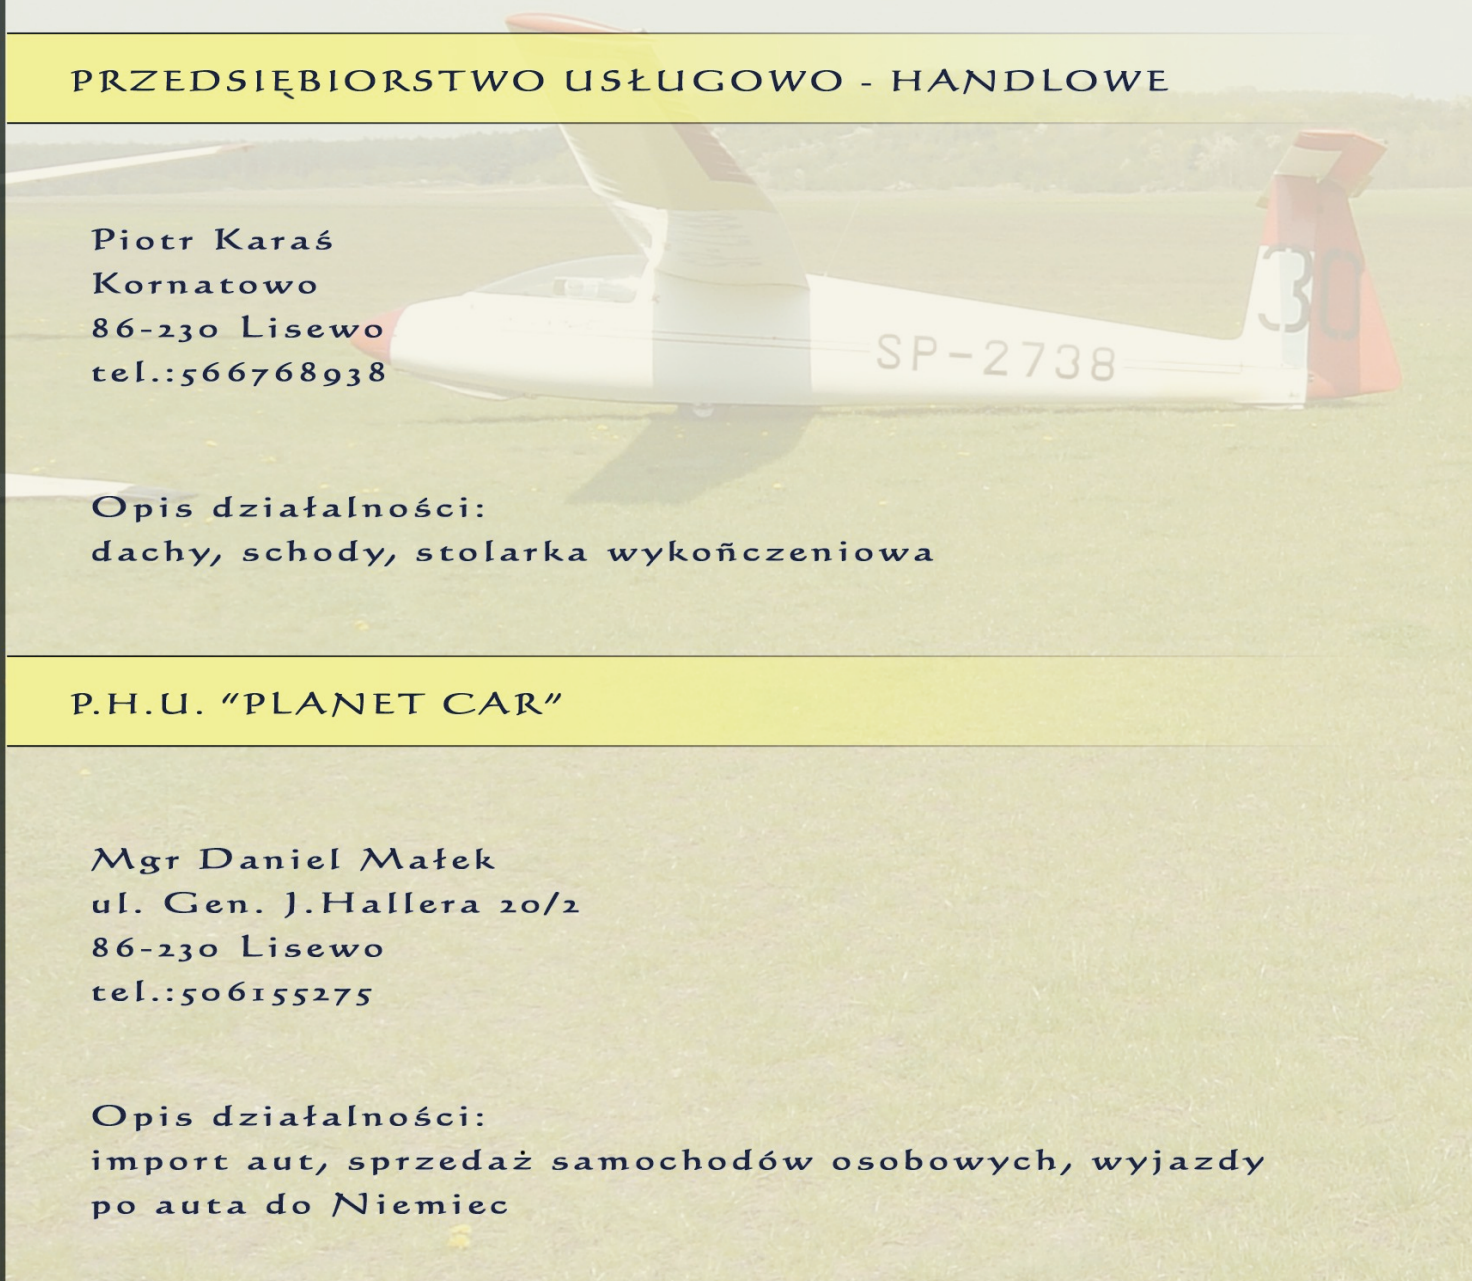 PRZEDSIĘBIORSTWO USŁUGOWO - HANDLOWE
Piotr Karaś
Kornatowo
86-230 Lisewo
tel.:566768938
SP-2738
30
Opis działalności:
dachy, schody, stolarka wykoñczeniowa
P.H.U. “PLANET CAR”
Mgr Daniel Małek
ul. Gen. J.Hallera 20/2
86-230 Lisewo
tel.:506155275
Opis działalności:
import aut, sprzedaż samochodów osobowych, wyjazdy
po auta do Niemiec